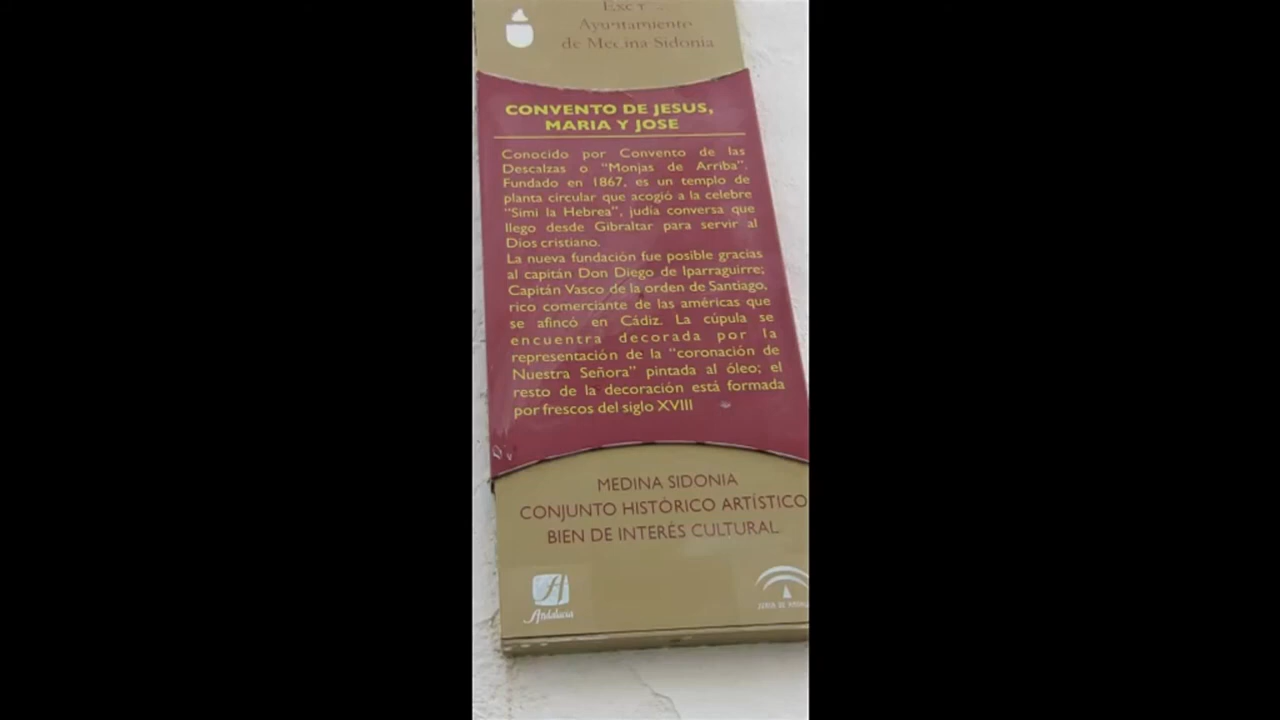 Ayuntamiento
de Medina Sidonia
CONVENTO DE JESUS,
MARIA Y JOSE
Conocido por Convento de las
Descalzas o "Monjas de Arriba".
Fundado en 1867, es un templo de
planta circular que acogió a la celebre
"Simi la Hebrea", judía conversa que
llego desde Gibraltar para servir al
Dios cristiano.
La nueva fundación fue posible gracias
al capitán Don Diego de Iparraguirre;
Capitán Vasco de la orden de Santiago,
rico comerciante de las américas que
se afincó en Cádiz. La cúpula se
encuentra decorada por la
representación de la "coronación de
Nuestra Señora" pintada al óleo; el
resto de la decoración está formada
por frescos del siglo XVIII
MEDINA SIDONIA
CONJUNTO HISTÓRICO ARTÍSTICO
BIEN DE INTERÉS CULTURAL
Andalucía
JUNTA DE